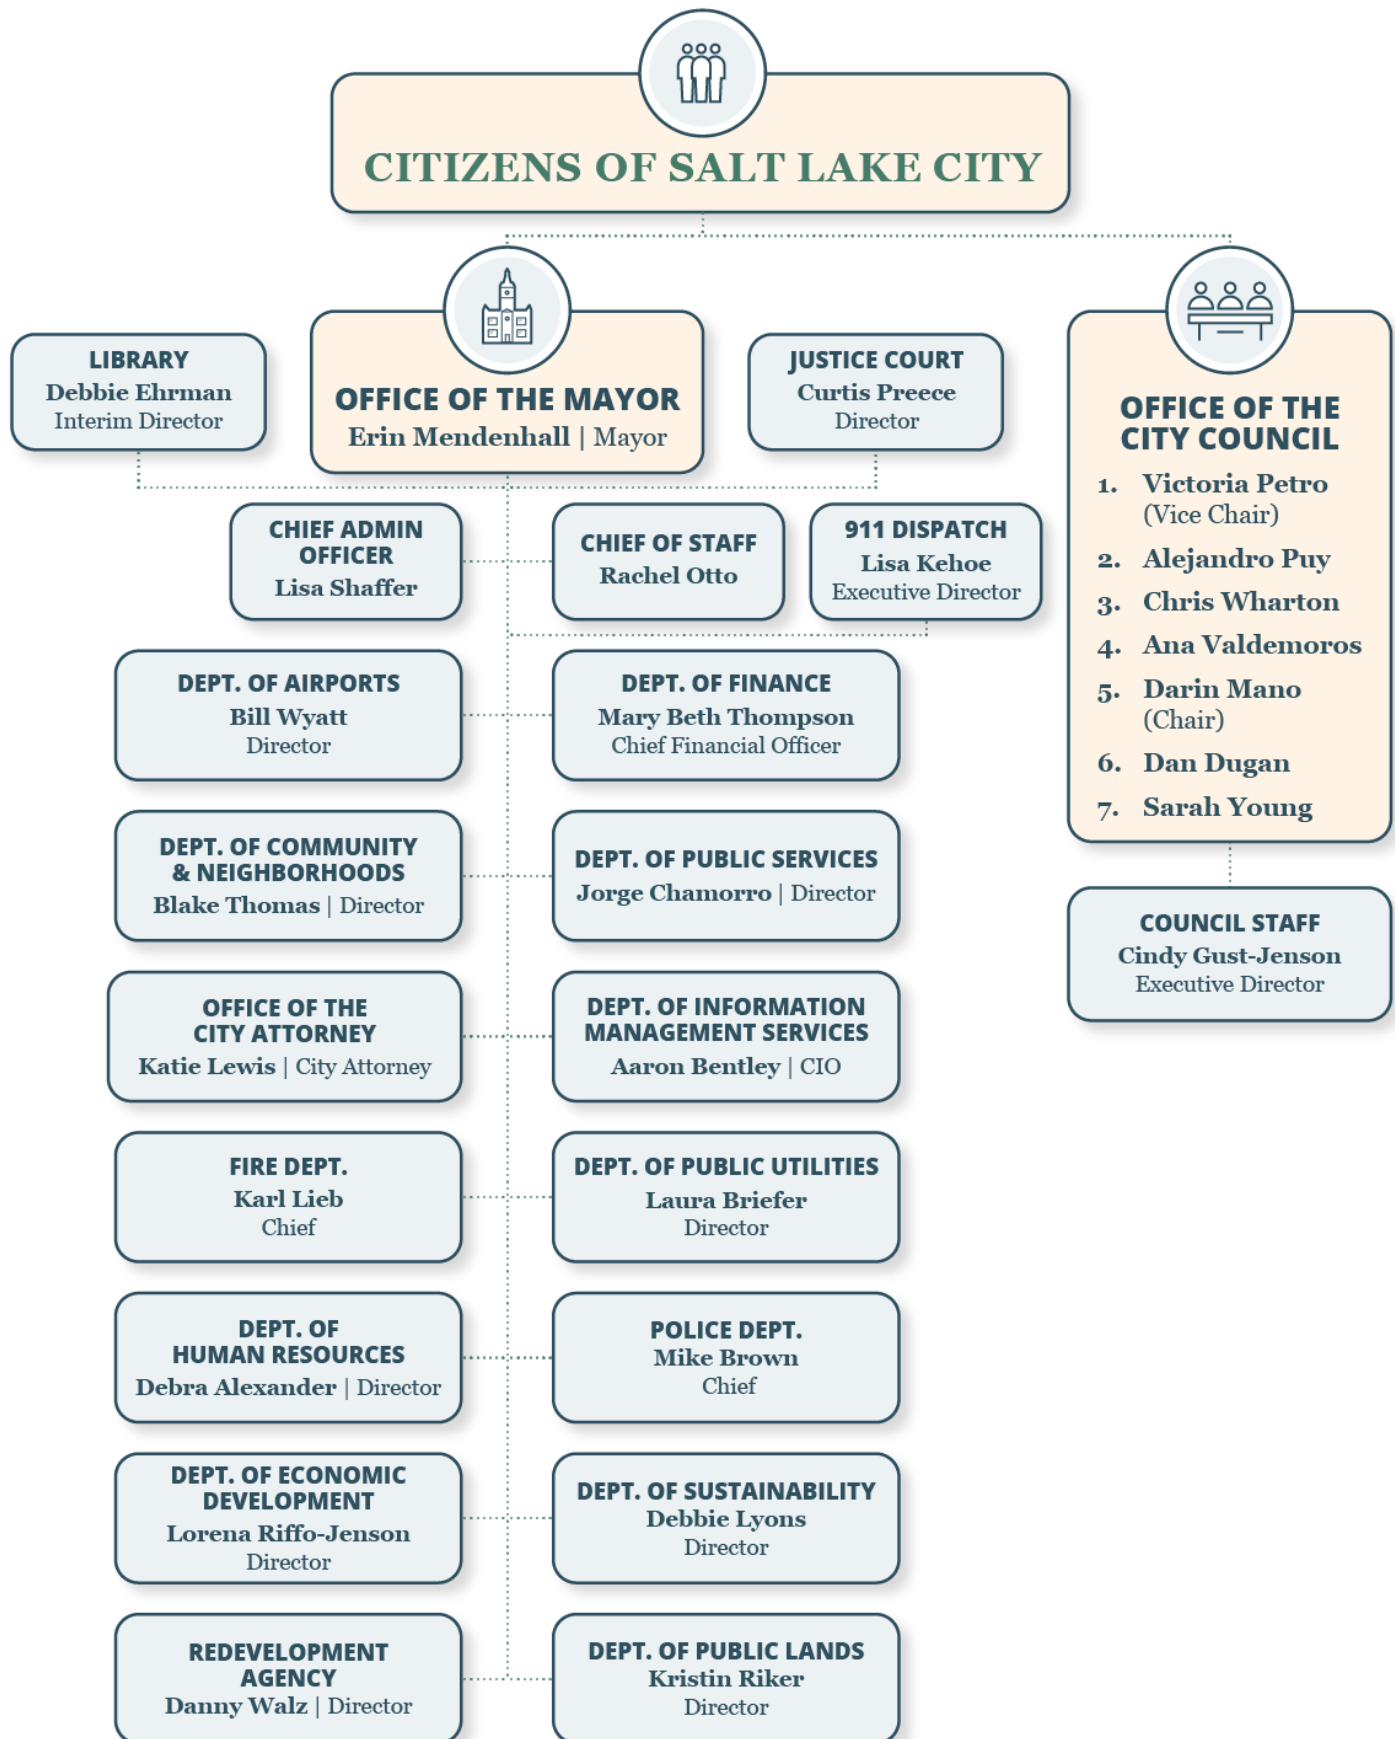 CITIZENS OF SALT LAKE CITY
LIBRARY
Debbie Ehrman
Interim Director
OFFICE OF THE MAYOR
Erin Mendenhall | Mayor
JUSTICE COURT
Curtis Preece
Director
OFFICE OF THE
CITY COUNCIL
1. Victoria Petro
(Vice Chair)
2. Alejandro Puy
3. Chris Wharton
4. Ana Valdemoros
5. Darin Mano
(Chair)
6. Dan Dugan
7. Sarah Young
CHIEF ADMIN
OFFICER
Lisa Shaffer
CHIEF OF STAFF
Rachel Otto
911 DISPATCH
Lisa Kehoe
Executive Director
DEPT. OF AIRPORTS
Bill Wyatt
Director
DEPT. OF FINANCE
Mary Beth Thompson
Chief Financial Officer
DEPT. OF COMMUNITY
& NEIGHBORHOODS
Blake Thomas | Director
DEPT. OF PUBLIC SERVICES
Jorge Chamorro | Director
COUNCIL STAFF
Cindy Gust-Jenson
Executive Director
OFFICE OF THE
CITY ATTORNEY
Katie Lewis | City Attorney
DEPT. OF INFORMATION
MANAGEMENT SERVICES
Aaron Bentley | CIO
FIRE DEPT.
Karl Lieb
Chief
DEPT. OF PUBLIC UTILITIES
Laura Briefer
Director
DEPT. OF
HUMAN RESOURCES
Debra Alexander | Director
POLICE DEPT.
Mike Brown
Chief
DEPT. OF ECONOMIC
DEVELOPMENT
Lorena Riffo-Jenson
Director
DEPT. OF SUSTAINABILITY
Debbie Lyons
Director
REDEVELOPMENT
AGENCY
Danny Walz | Director
DEPT. OF PUBLIC LANDS
Kristin Riker
Director